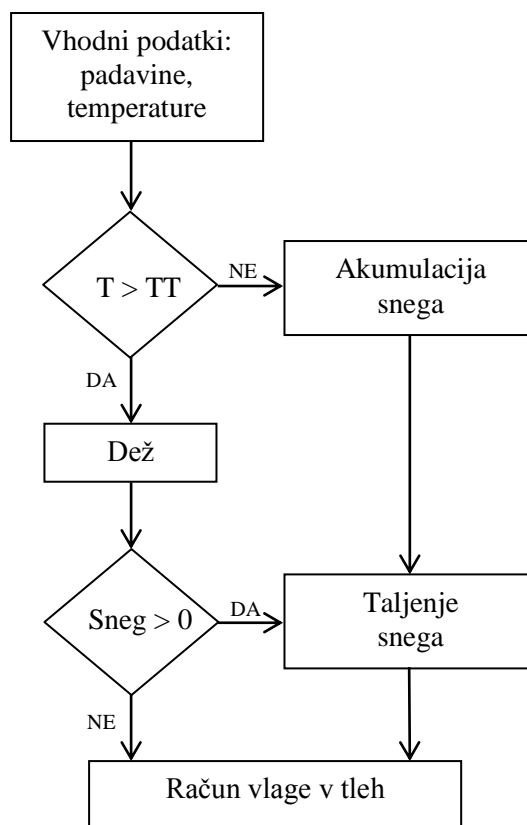 Vhodni podatki:
padavine,
temperature
T > TT
NE
Akumulacija
snega
DA
Dež
Sneg > 0
DA
Taljenje
snega
NE
Račun vlage v tleh